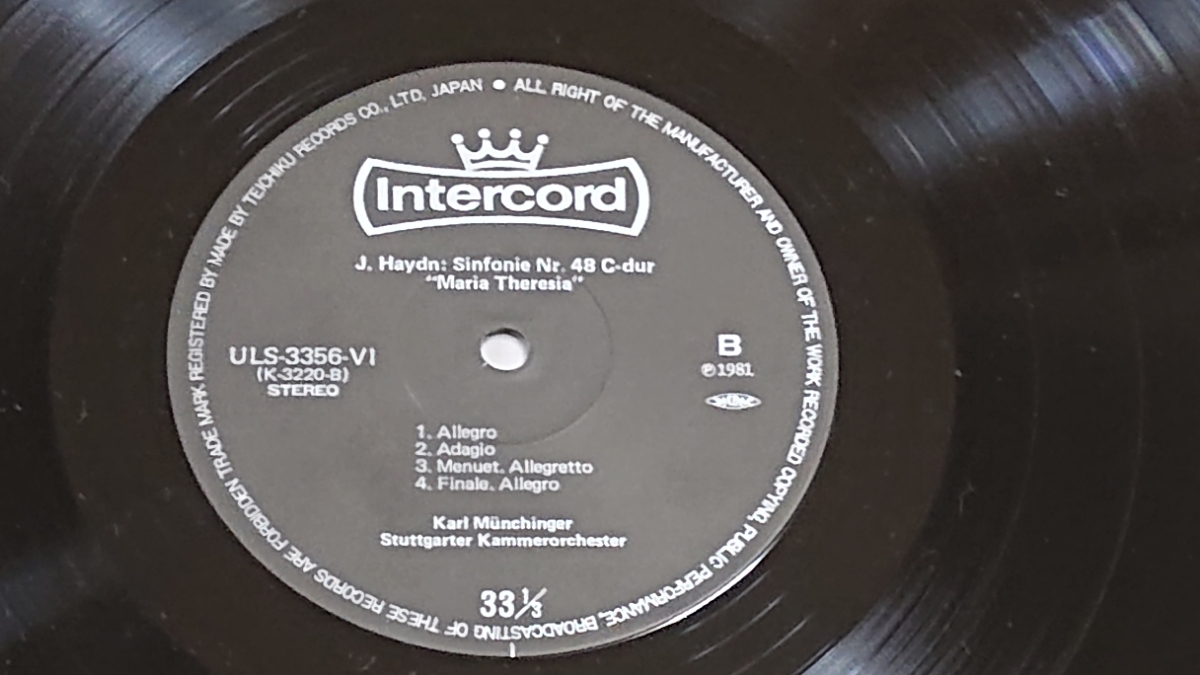 MADE BY TEICHIKU RECORDS CO., LTD, JAPAN ● ALL RIGHT OF THE MANUFACTURER AND OWNER OF THE WORK RECORDED COPYING, PUBLIC PERFORMANCE, BROADCASTING OF THESE RECORDS ARE FORBIDDEN TRADE MARK REGISTERED BY
Intercord
J. Haydn: Sinfonie Nr. 48 C-dur
"Maria Theresia"
ULS-3356-VI
(K-3220-B)
STEREO
B
℗1981
1. Allegro
2. Adagio
3. Menuet. Allegretto
4. Finale. Allegro
Karl Münchinger
Stuttgarter Kammerorchester
33 1/3